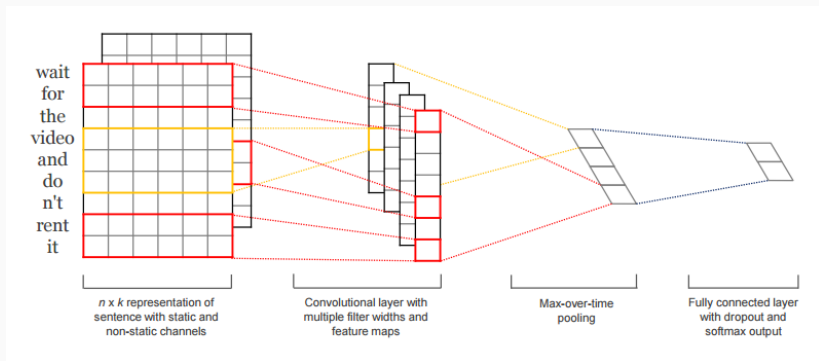 wait
for
the
video
and
do
n't
rent
it
n x k representation of
sentence with static and
non-static channels
Convolutional layer with
multiple filter widths and
feature maps
Max-over-time
pooling
Fully connected layer
with dropout and
softmax output